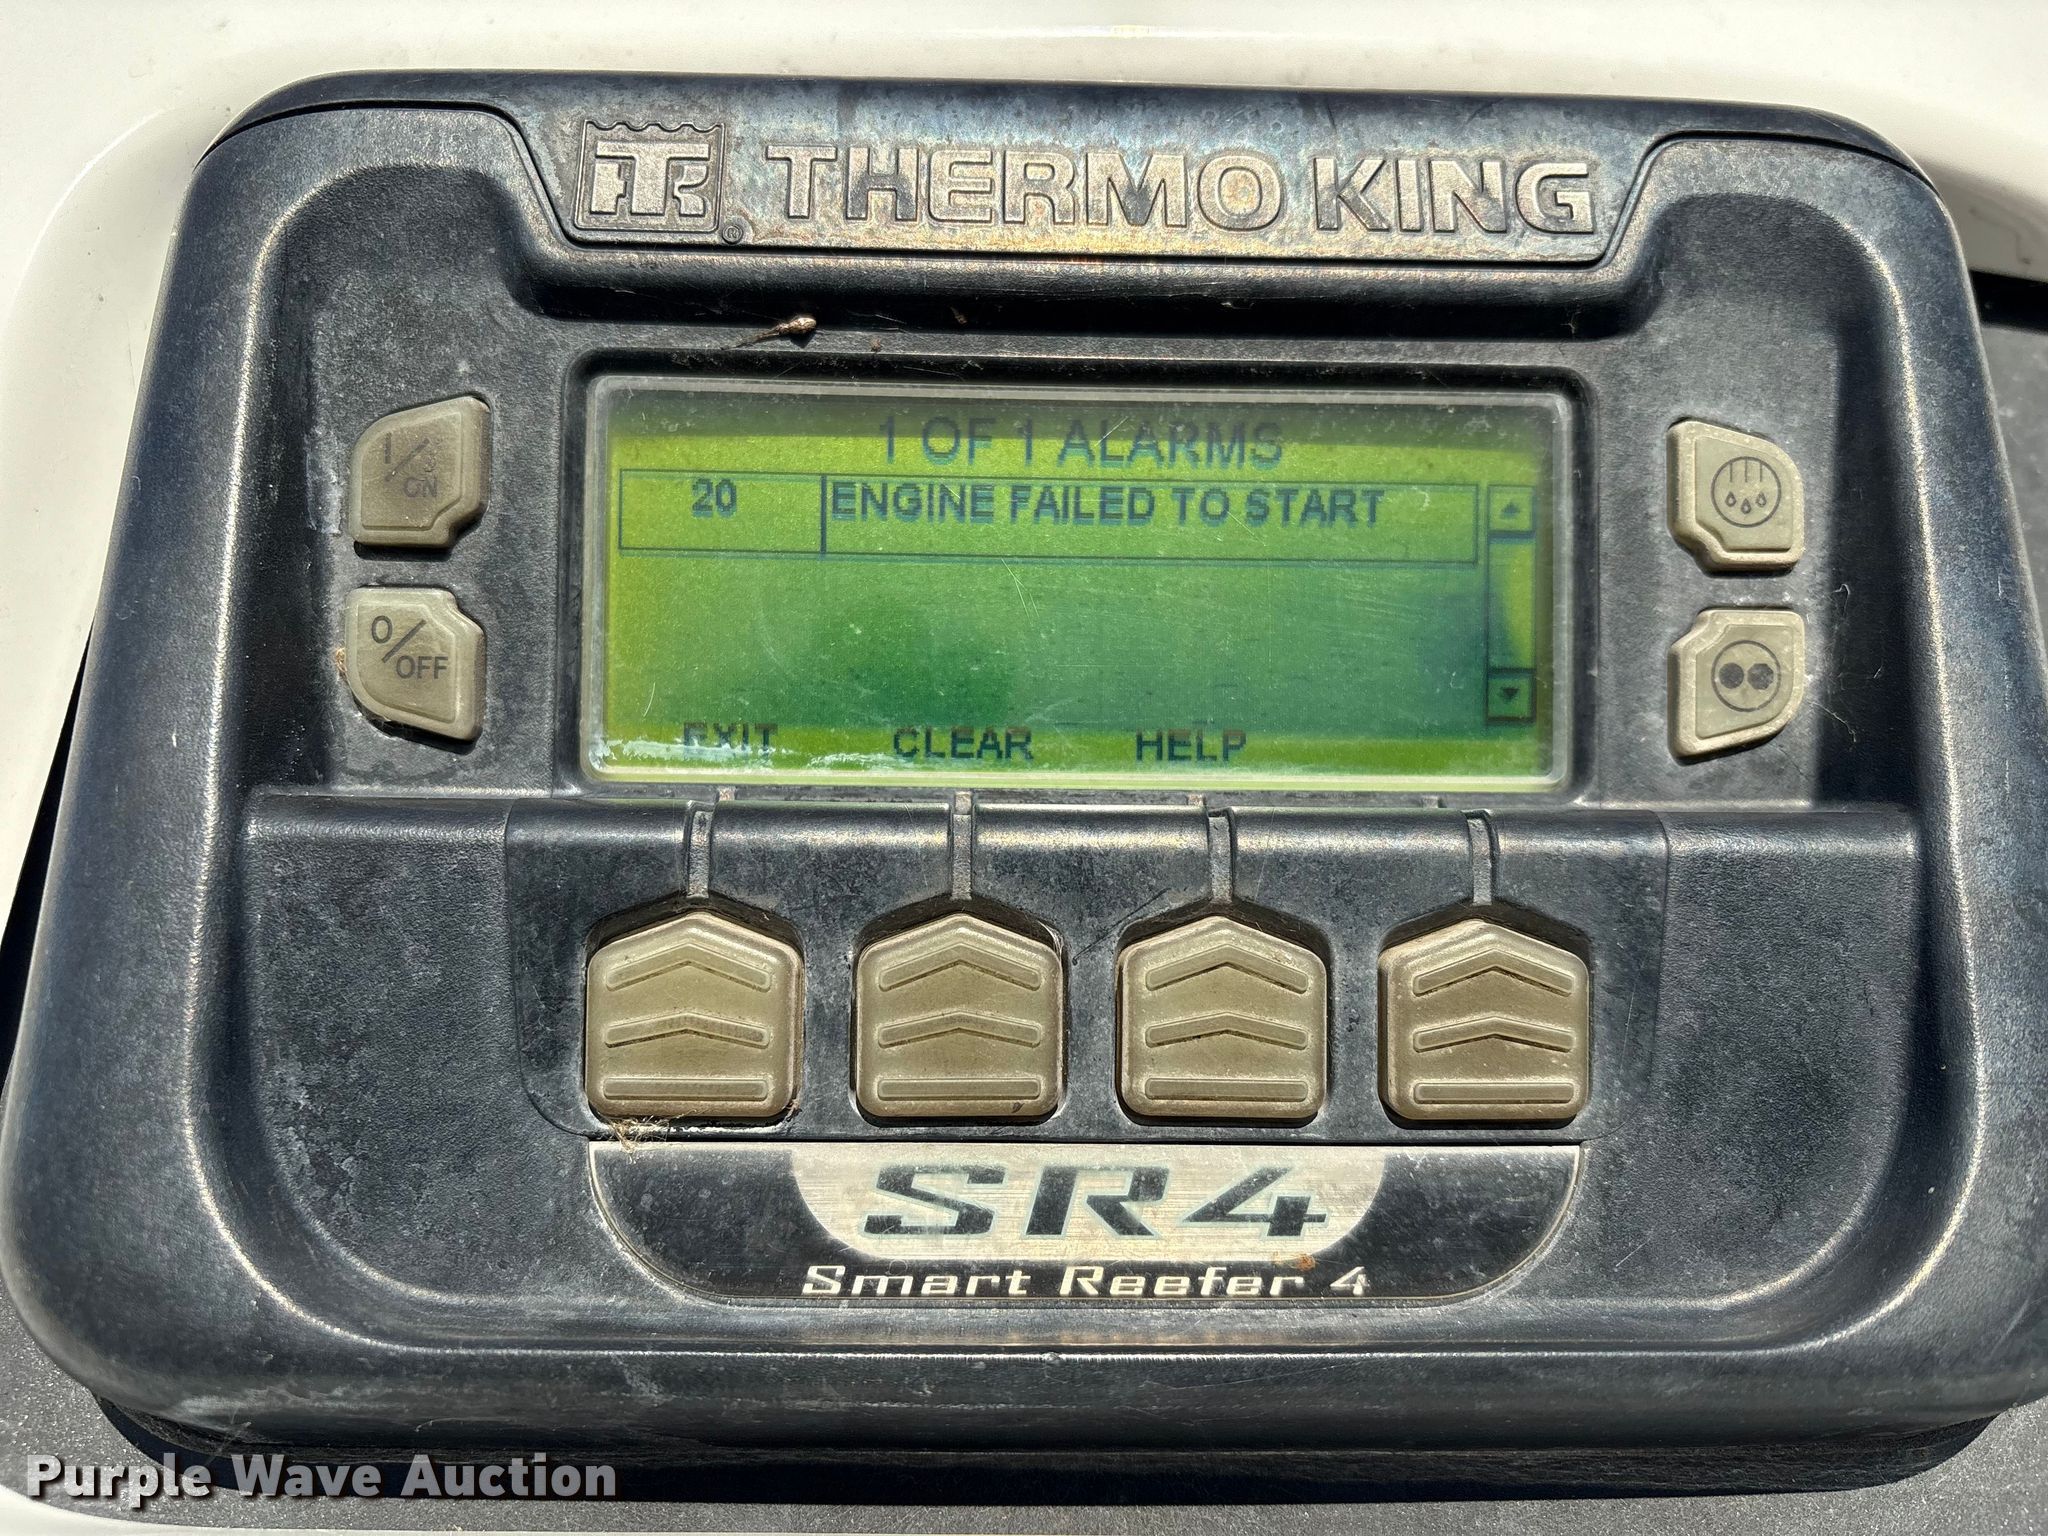 TK® THERMO KING
1 OF 1 ALARMS
20 ENGINE FAILED TO START
EXIT CLEAR HELP
I/ON
O/OFF
SR4
Smart Reefer 4
Purple Wave Auction